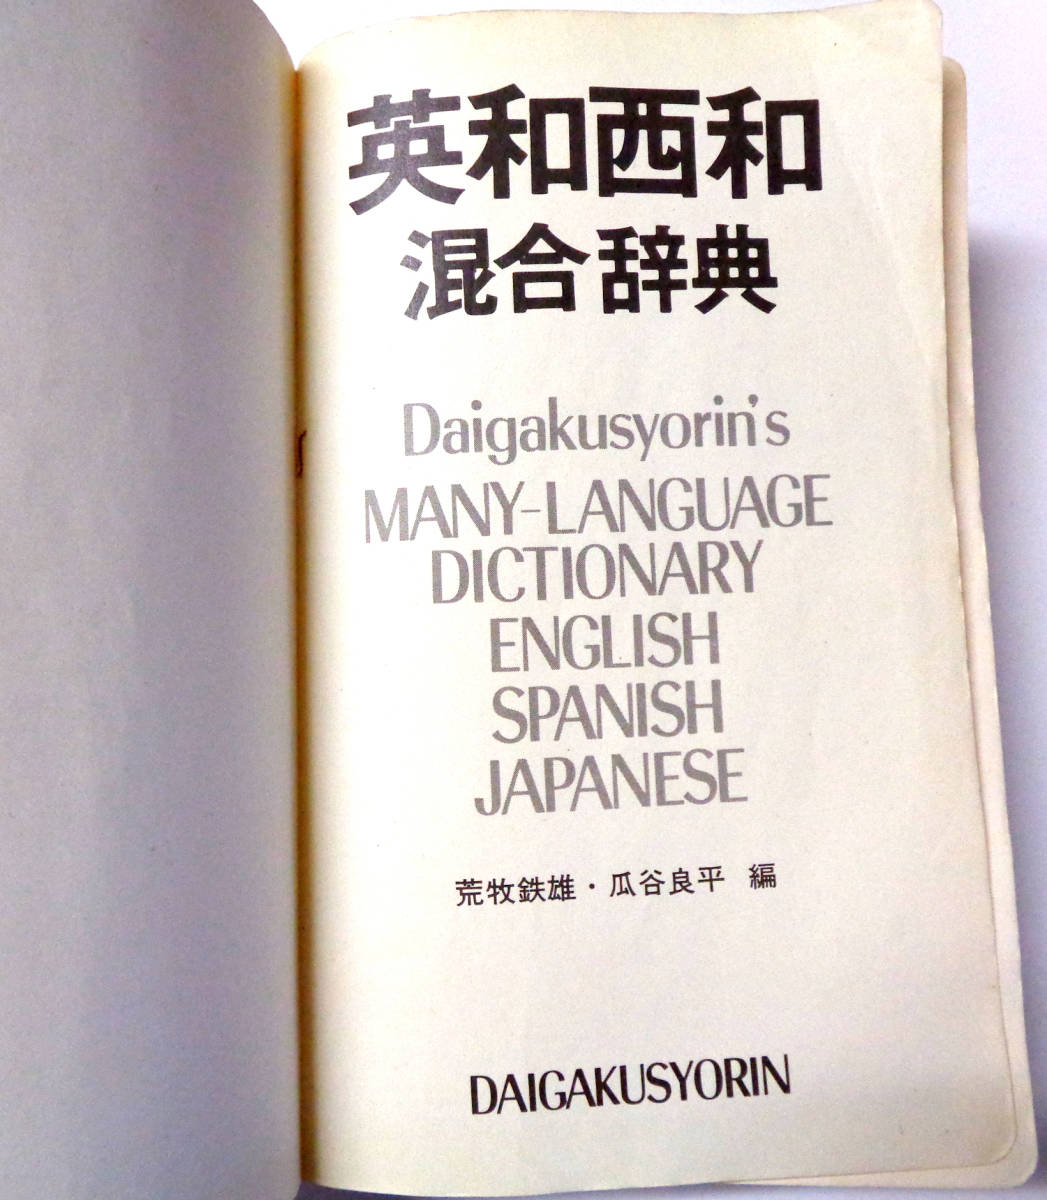 英和西和
混合辞典
Daigakusyorin's
MANY-LANGUAGE
DICTIONARY
ENGLISH
SPANISH
JAPANESE
荒牧鉄雄・瓜谷良平 編
DAIGAKUSYORIN